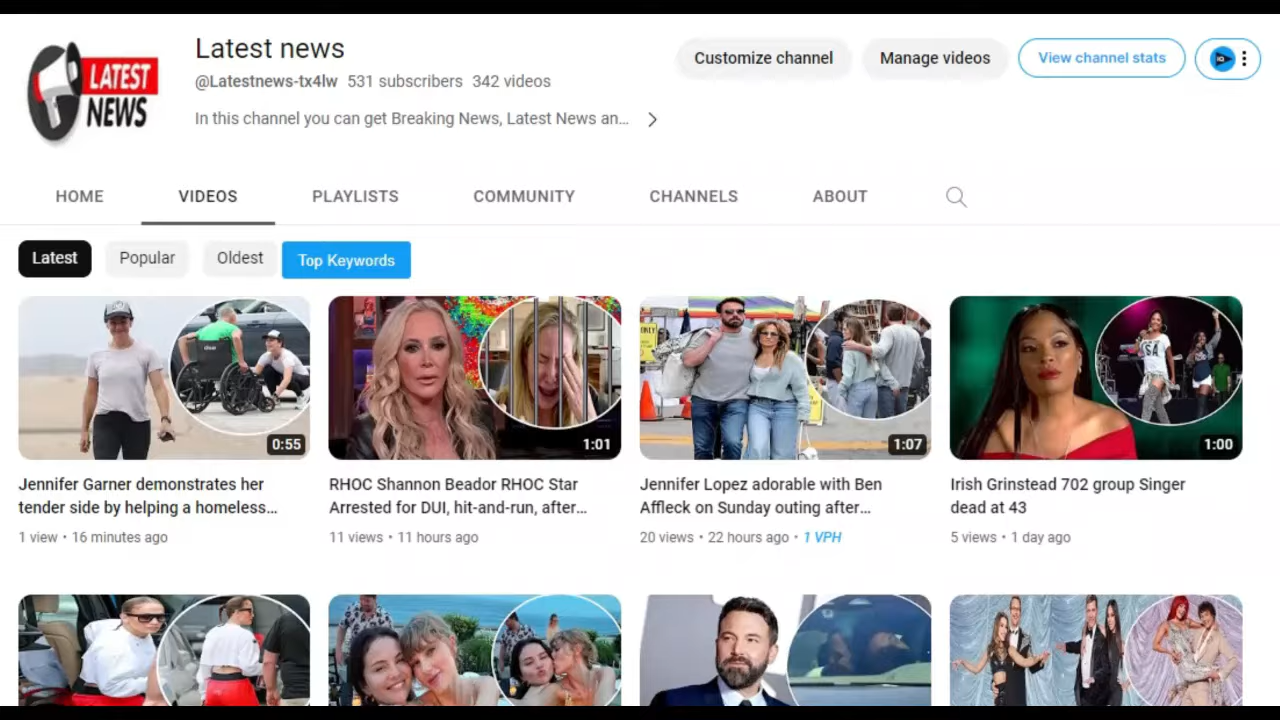 LATEST
NEWS
Latest news
@Latestnews-tx4lw 531 subscribers 342 videos
In this channel you can get Breaking News, Latest News an...
Customize channel
Manage videos
View channel stats
HOME
VIDEOS
PLAYLISTS
COMMUNITY
CHANNELS
ABOUT
Latest
Popular
Oldest
Top Keywords
0:55
1:01
1:07
1:00
Jennifer Garner demonstrates her
tender side by helping a homeless...
1 view • 16 minutes ago
RHOC Shannon Beador RHOC Star
Arrested for DUI, hit-and-run, after...
11 views • 11 hours ago
Jennifer Lopez adorable with Ben
Affleck on Sunday outing after...
20 views • 22 hours ago • 1 VPH
Irish Grinstead 702 group Singer
dead at 43
5 views • 1 day ago